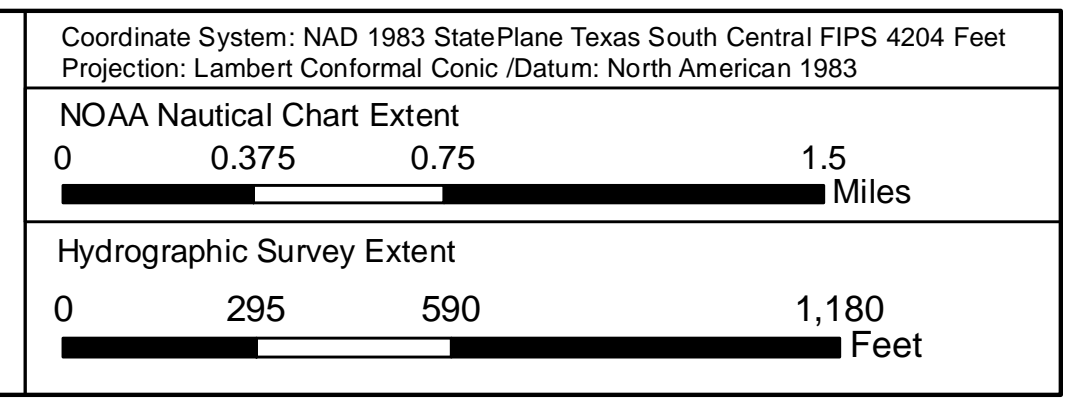 Coordinate System: NAD 1983 StatePlane Texas South Central FIPS 4204 Feet
Projection: Lambert Conformal Conic /Datum: North American 1983
NOAA Nautical Chart Extent
0 0.375 0.75 1.5
Miles
Hydrographic Survey Extent
0 295 590 1,180
Feet